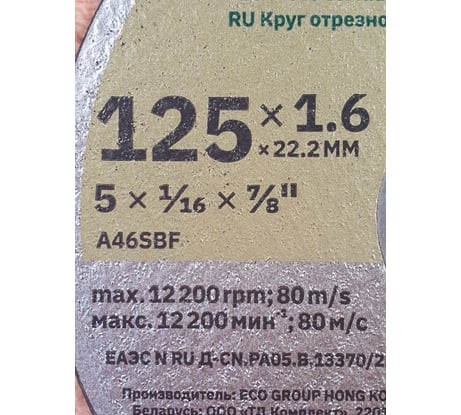 RU Круг отрезно
125 × 1.6
× 22.2 MM
5 × 1/16 × 7/8"
A46SBF
max. 12 200 rpm; 80 m/s
макс. 12 200 мин⁻¹; 80 м/с
ЕАЭС N RU Д-CN.РА05.В.13370/2
Производитель: ECO GROUP HONG KO
Беларусь: ООО «ТД Комплект», 220